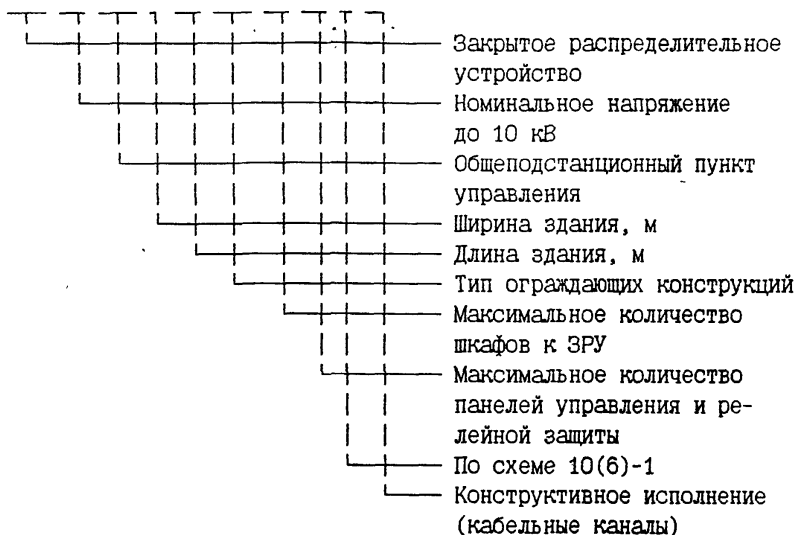 Закрытое распределительное
устройство
Номинальное напряжение
до 10 кВ
Общеподстанционный пункт
управления
Ширина здания, м
Длина здания, м
Тип ограждающих конструкций
Максимальное количество
шкафов к ЗРУ
Максимальное количество
панелей управления и ре-
лейной защиты
По схеме 10(6)-1
Конструктивное исполнение
(кабельные каналы)